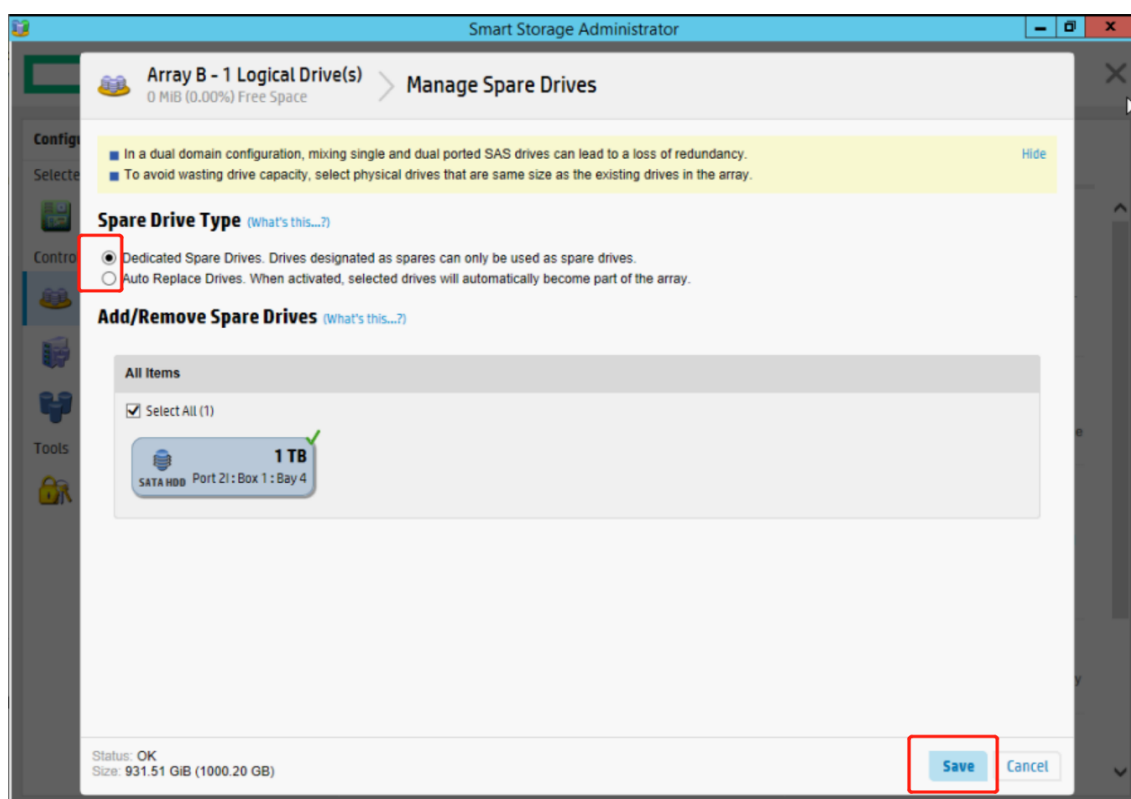 Smart Storage Administrator
Array B - 1 Logical Drive(s)
0 MiB (0.00%) Free Space
Manage Spare Drives
Configu
In a dual domain configuration, mixing single and dual ported SAS drives can lead to a loss of redundancy.
Hide
To avoid wasting drive capacity, select physical drives that are same size as the existing drives in the array.
Selecte
Spare Drive Type (What's this...?)
Contro
Dedicated Spare Drives. Drives designated as spares can only be used as spare drives.
Auto Replace Drives. When activated, selected drives will automatically become part of the array.
Add/Remove Spare Drives (What's this...?)
All Items
Select All (1)
Tools
1 TB
SATA HDD Port 2I : Box 1 : Bay 4
e
y
Status: OK
Size: 931.51 GiB (1000.20 GB)
Save
Cancel